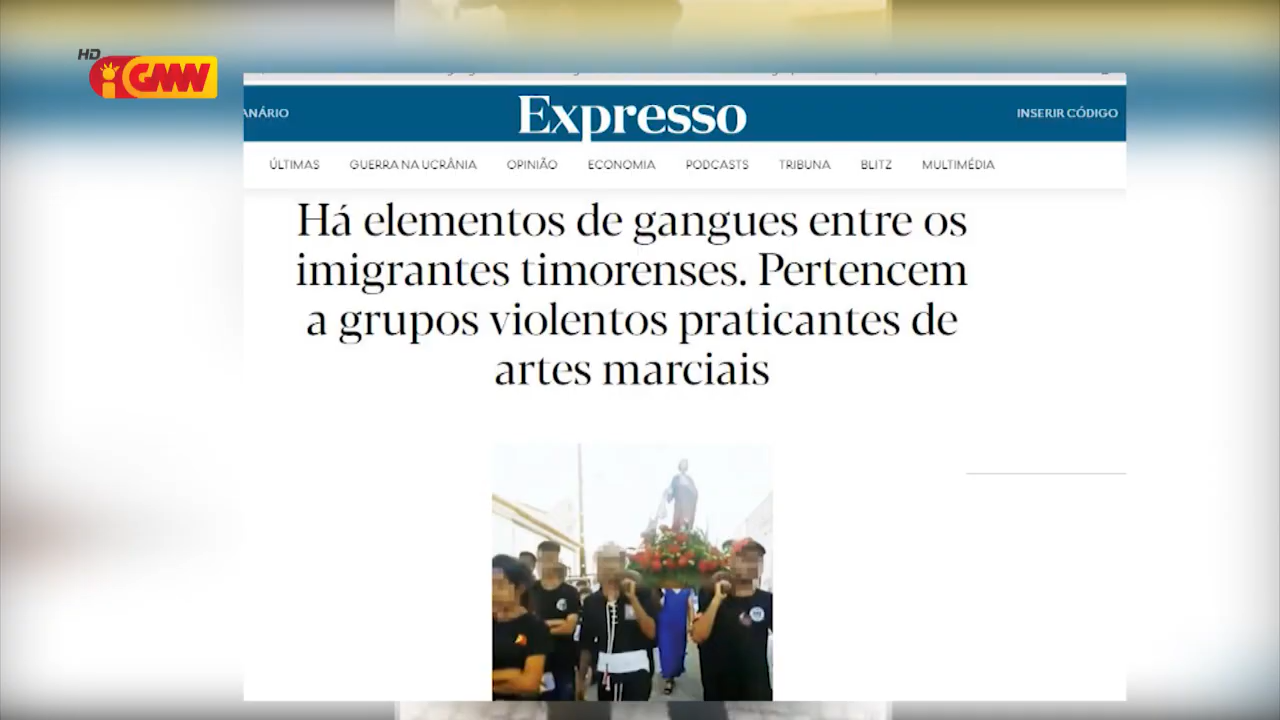 HD
GMN
ANÁRIO
Expresso
INSERIR CÓDIGO
ÚLTIMAS GUERRA NA UCRÂNIA OPINIÃO ECONOMIA PODCASTS TRIBUNA BLITZ MULTIMÉDIA
Há elementos de gangues entre os
imigrantes timorenses. Pertencem
a grupos violentos praticantes de
artes marciais